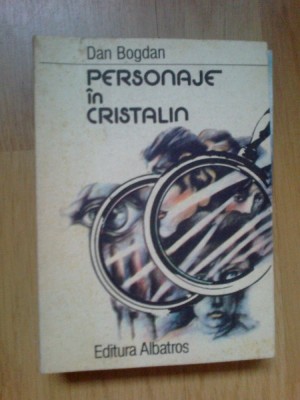 Dan Bogdan
PERSONAJE
în
CRISTALIN
Editura Albatros